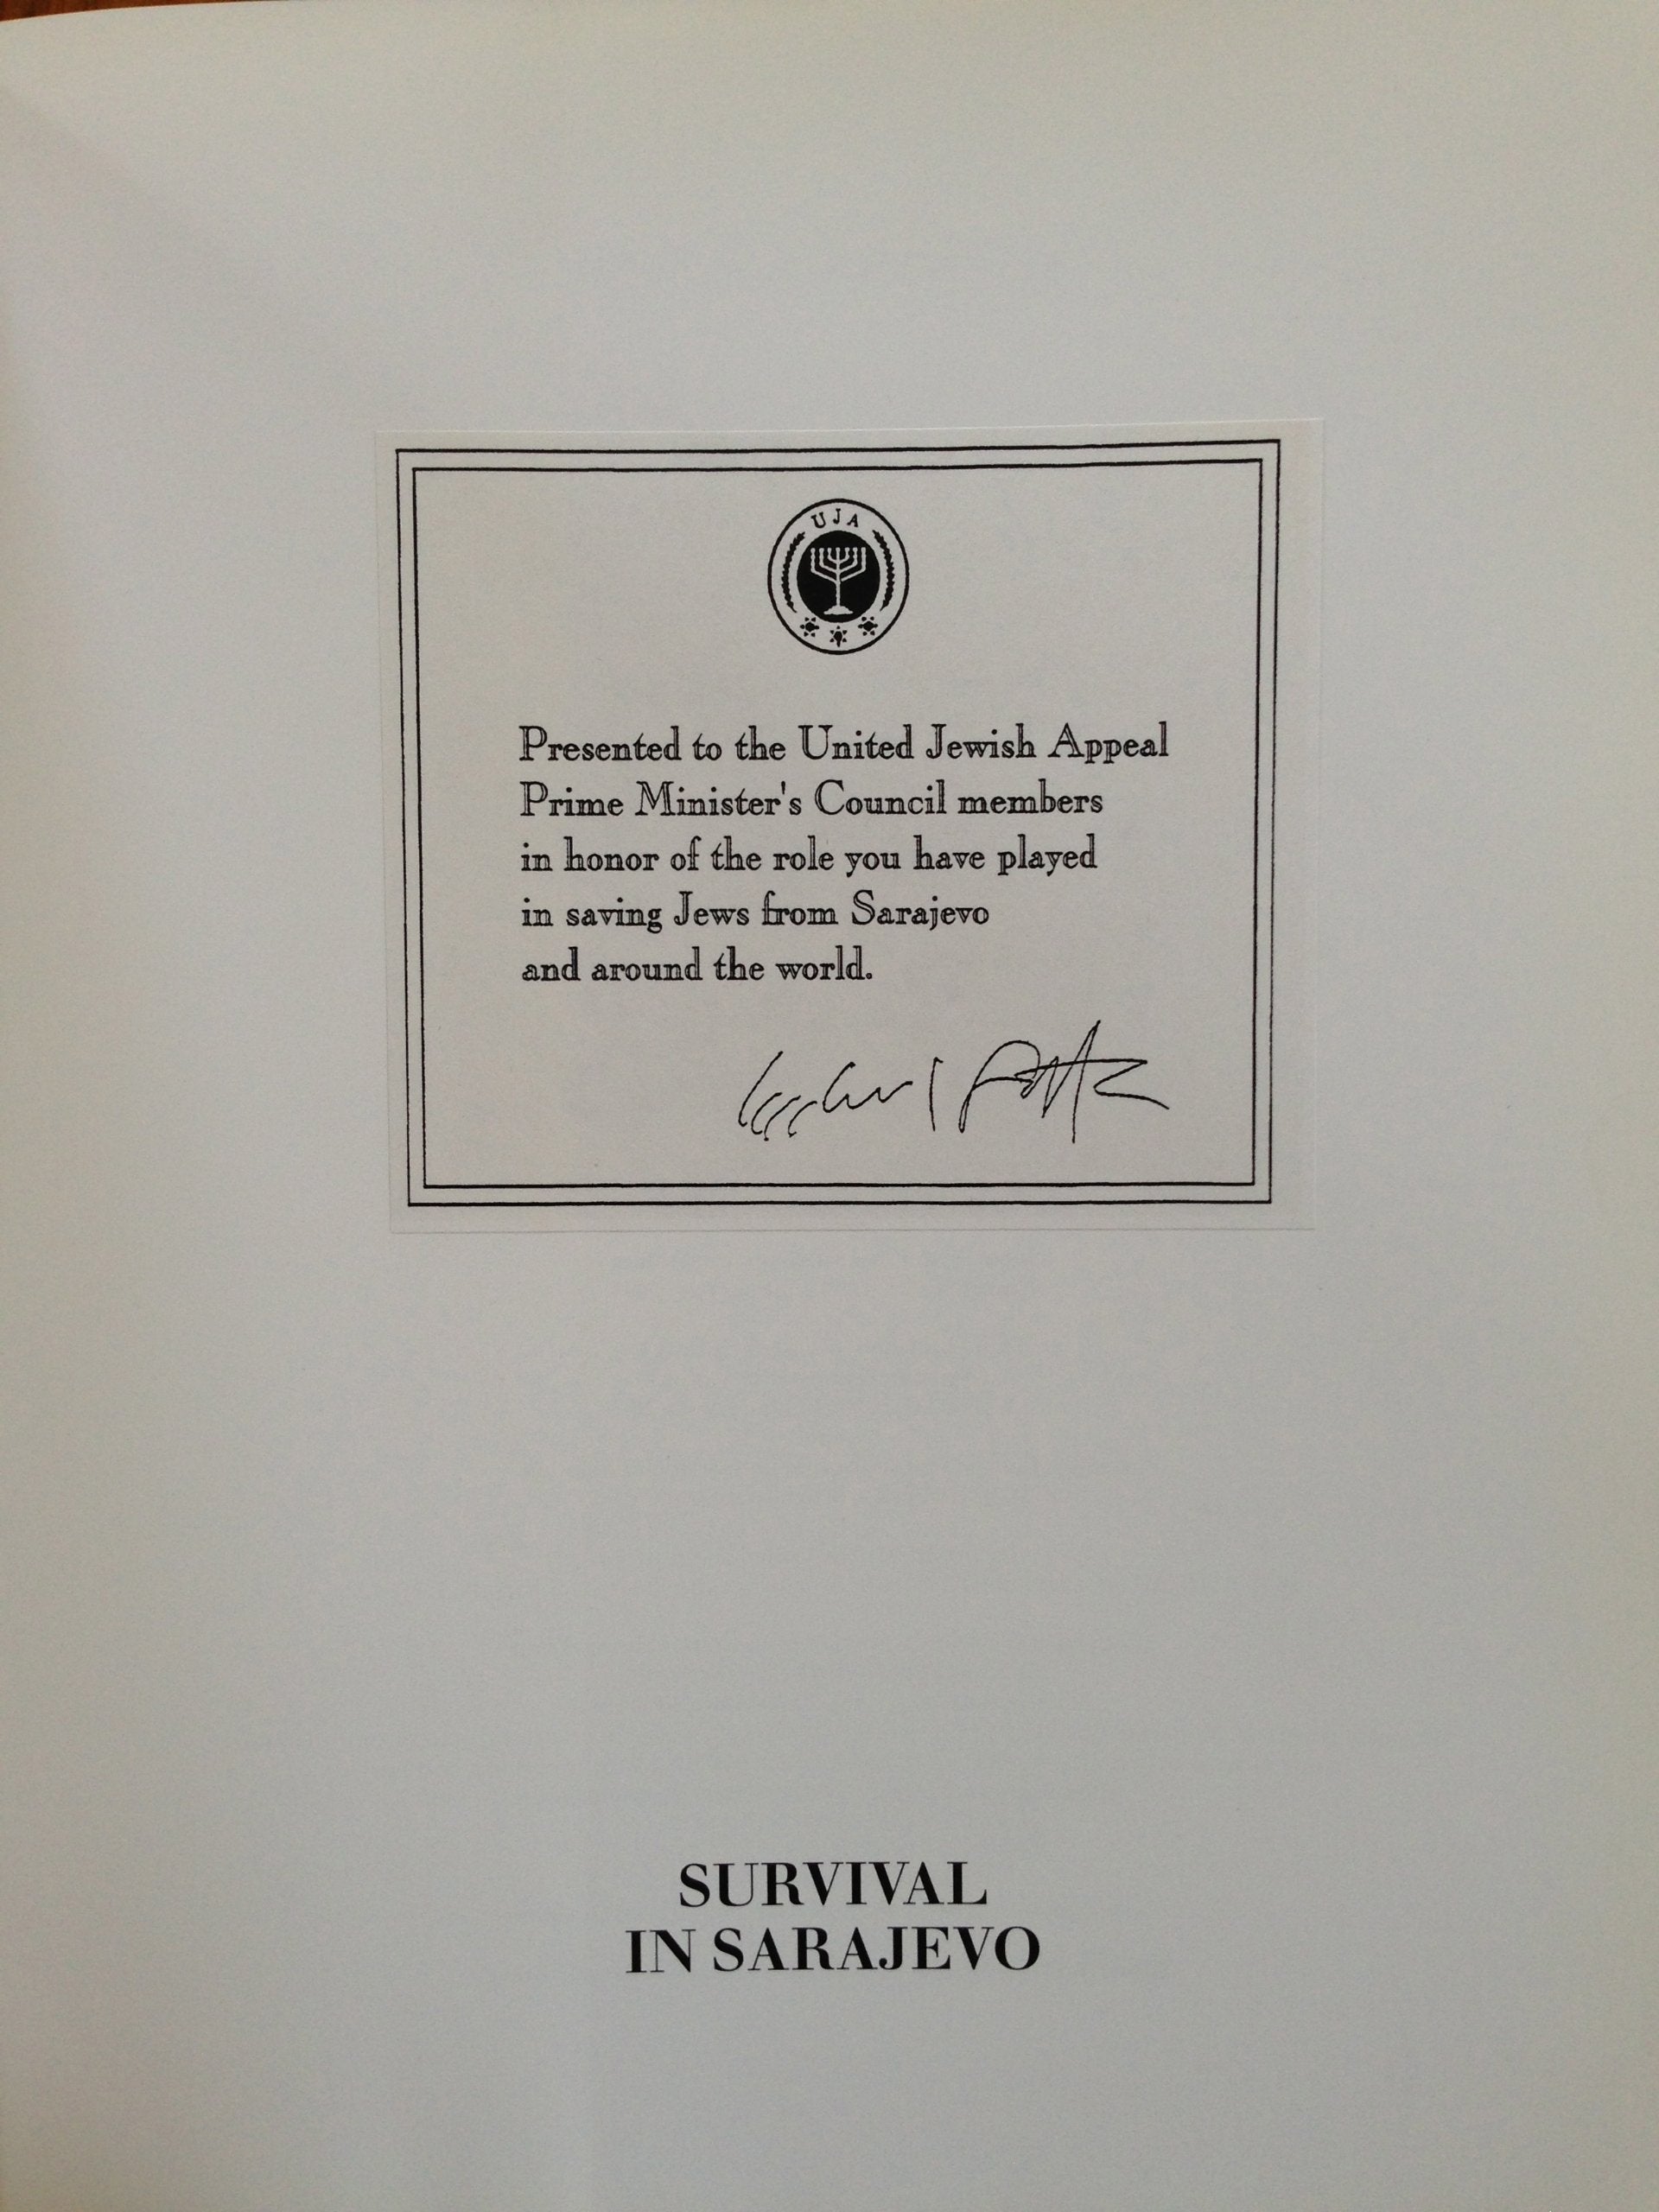 UJA
Presented to the United Jewish Appeal
Prime Minister's Council members
in honor of the role you have played
in saving Jews from Sarajevo
and around the world.
SURVIVAL
IN SARAJEVO